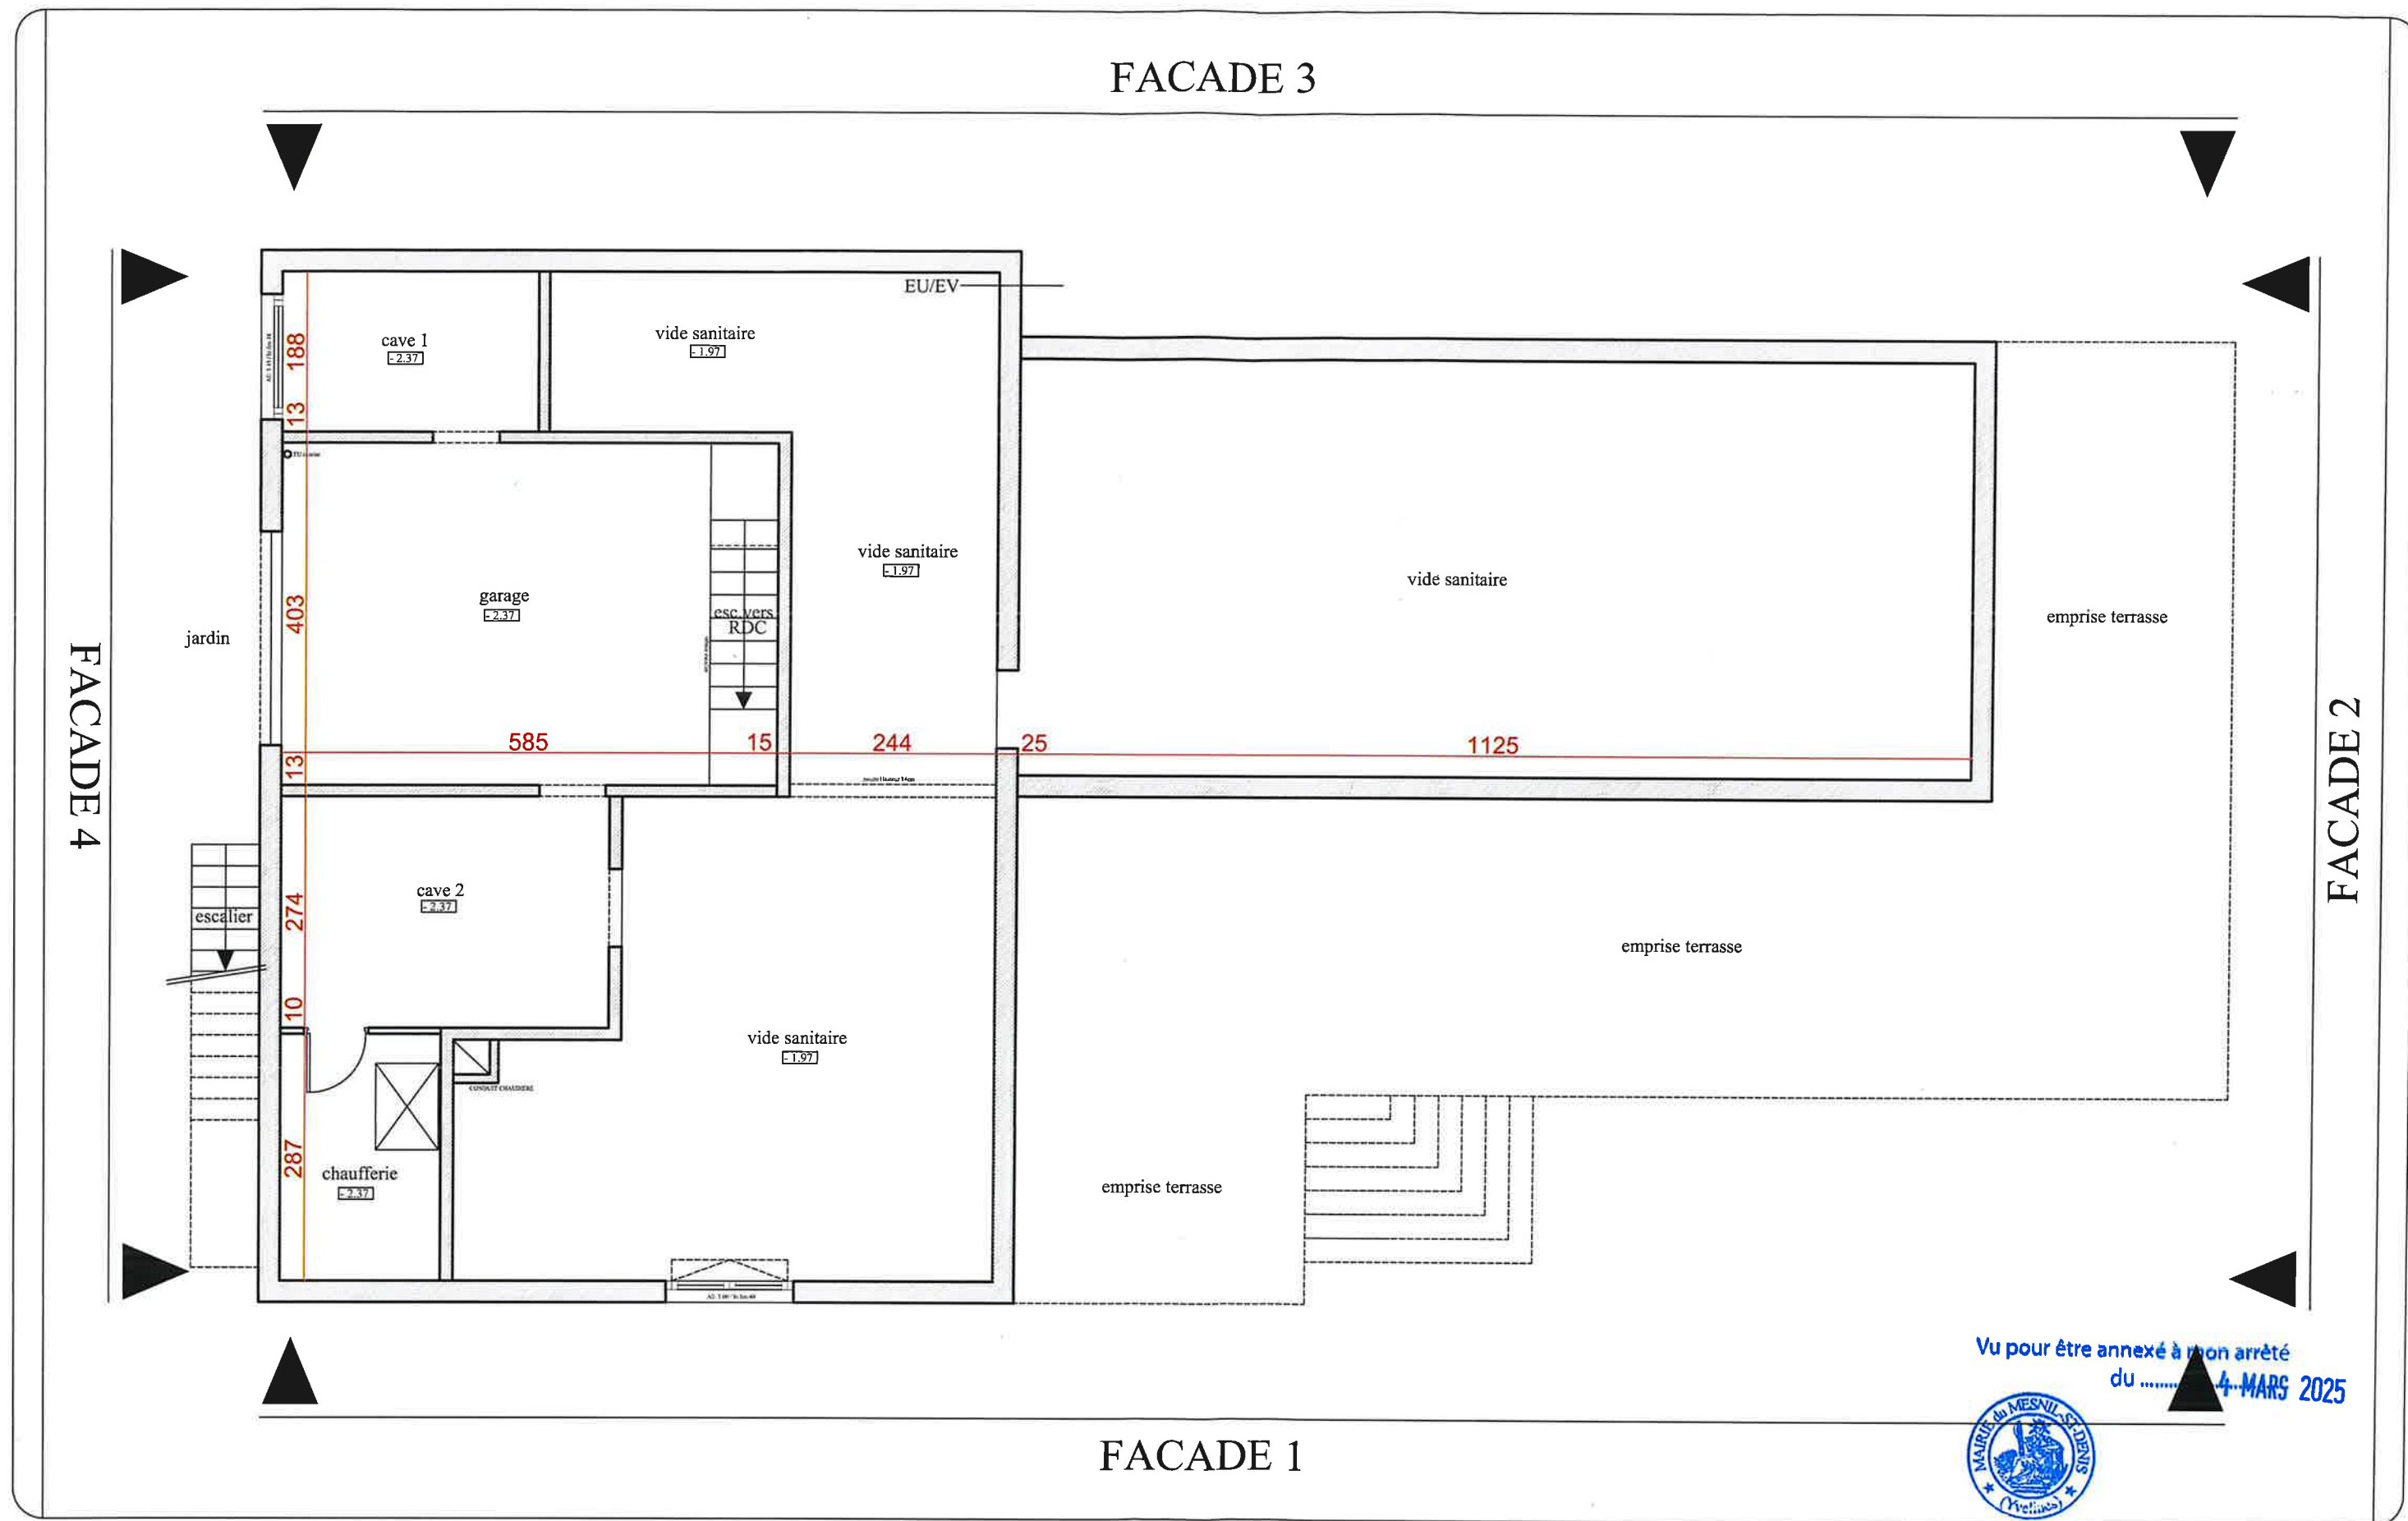 FACADE 3
EU/EV
cave 1
- 2.37
vide sanitaire
- 1.97
188
13
vide sanitaire
- 1.97
garage
- 2.37
esc.vers
RDC
vide sanitaire
emprise terrasse
jardin
403
FACADE 4
FACADE 2
585
15
244
25
1125
13
cave 2
- 2.37
escalier
274
emprise terrasse
10
vide sanitaire
- 1.97
CONDUIT CHAUDIERE
287
chaufferie
- 2.37
emprise terrasse
Vu pour être annexé à mon arrêté
du ......... 4 MARS 2025
MAIRIE du MESNIL-ST-DENIS
(Yvelines)
FACADE 1